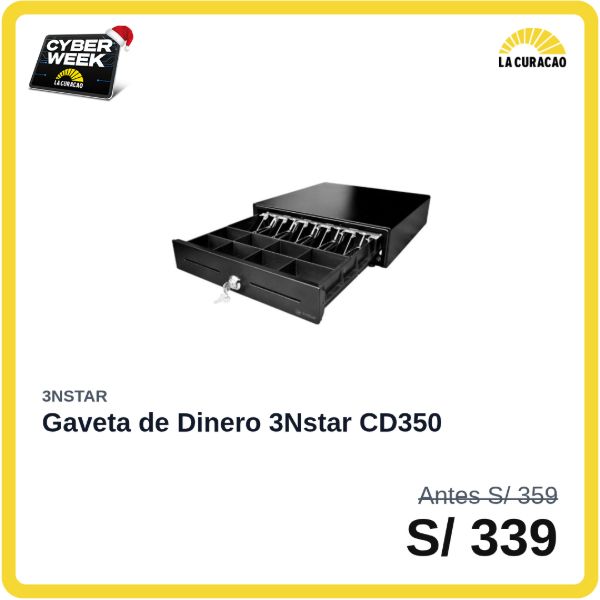 CYBER
WEEK
LA CURACAO
LA CURACAO
3NSTAR
Gaveta de Dinero 3Nstar CD350
Antes S/ 359
S/ 339